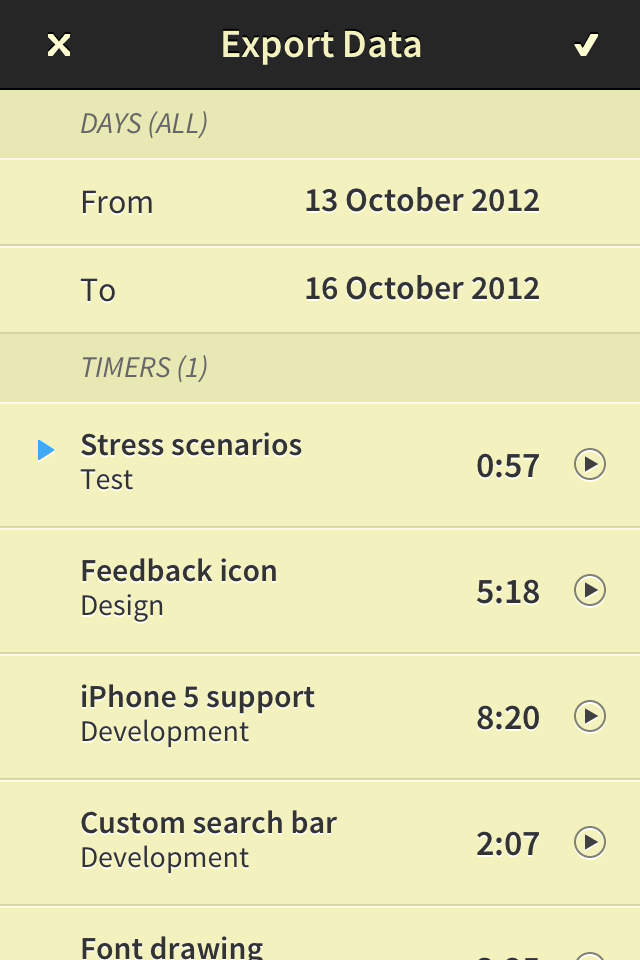 Export Data
DAYS (ALL)
From 13 October 2012
To 16 October 2012
TIMERS (1)
Stress scenarios
Test
0:57
Feedback icon
Design
5:18
iPhone 5 support
Development
8:20
Custom search bar
Development
2:07
Font drawing